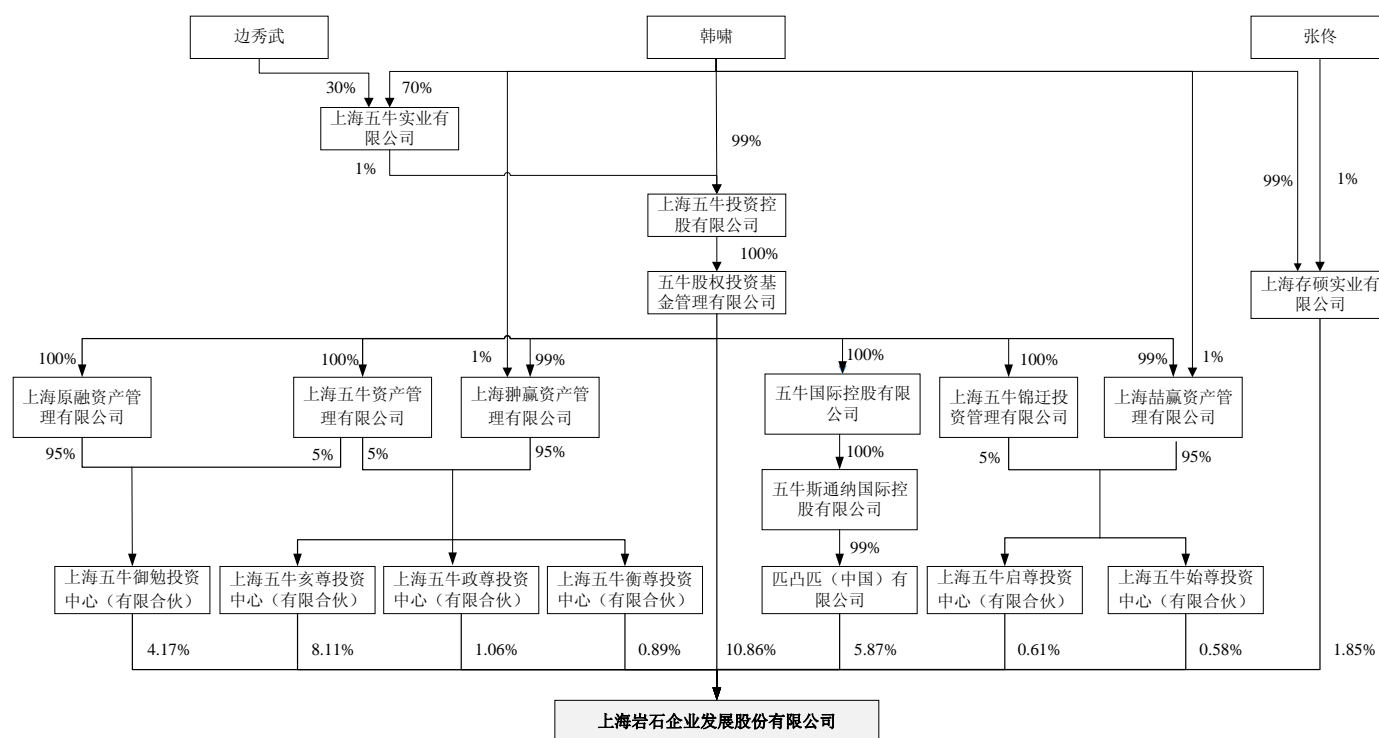 边秀武
韩啸
张佟
30%
70%
上海五牛实业有
限公司
99%
1%
99%
1%
上海五牛投资控
股有限公司
100%
五牛股权投资基
金管理有限公司
上海存硕实业有
限公司
100%
100%
1%
99%
100%
100%
99%
1%
上海原融资产管
理有限公司
上海五牛资产管
理有限公司
上海翀赢资产管
理有限公司
五牛国际控股有限
公司
上海五牛锦迂投
资管理有限公司
上海喆赢资产管
理有限公司
95%
5%
5%
95%
100%
5%
95%
五牛斯通纳国际控
股有限公司
99%
上海五牛御勉投资
中心（有限合伙）
上海五牛亥尊投资
中心（有限合伙）
上海五牛政尊投资
中心（有限合伙）
上海五牛衡尊投资
中心（有限合伙）
匹凸匹（中国）有
限公司
上海五牛启尊投资
中心（有限合伙）
上海五牛始尊投资
中心（有限合伙）
4.17%
8.11%
1.06%
0.89%
10.86%
5.87%
0.61%
0.58%
1.85%
上海岩石企业发展股份有限公司